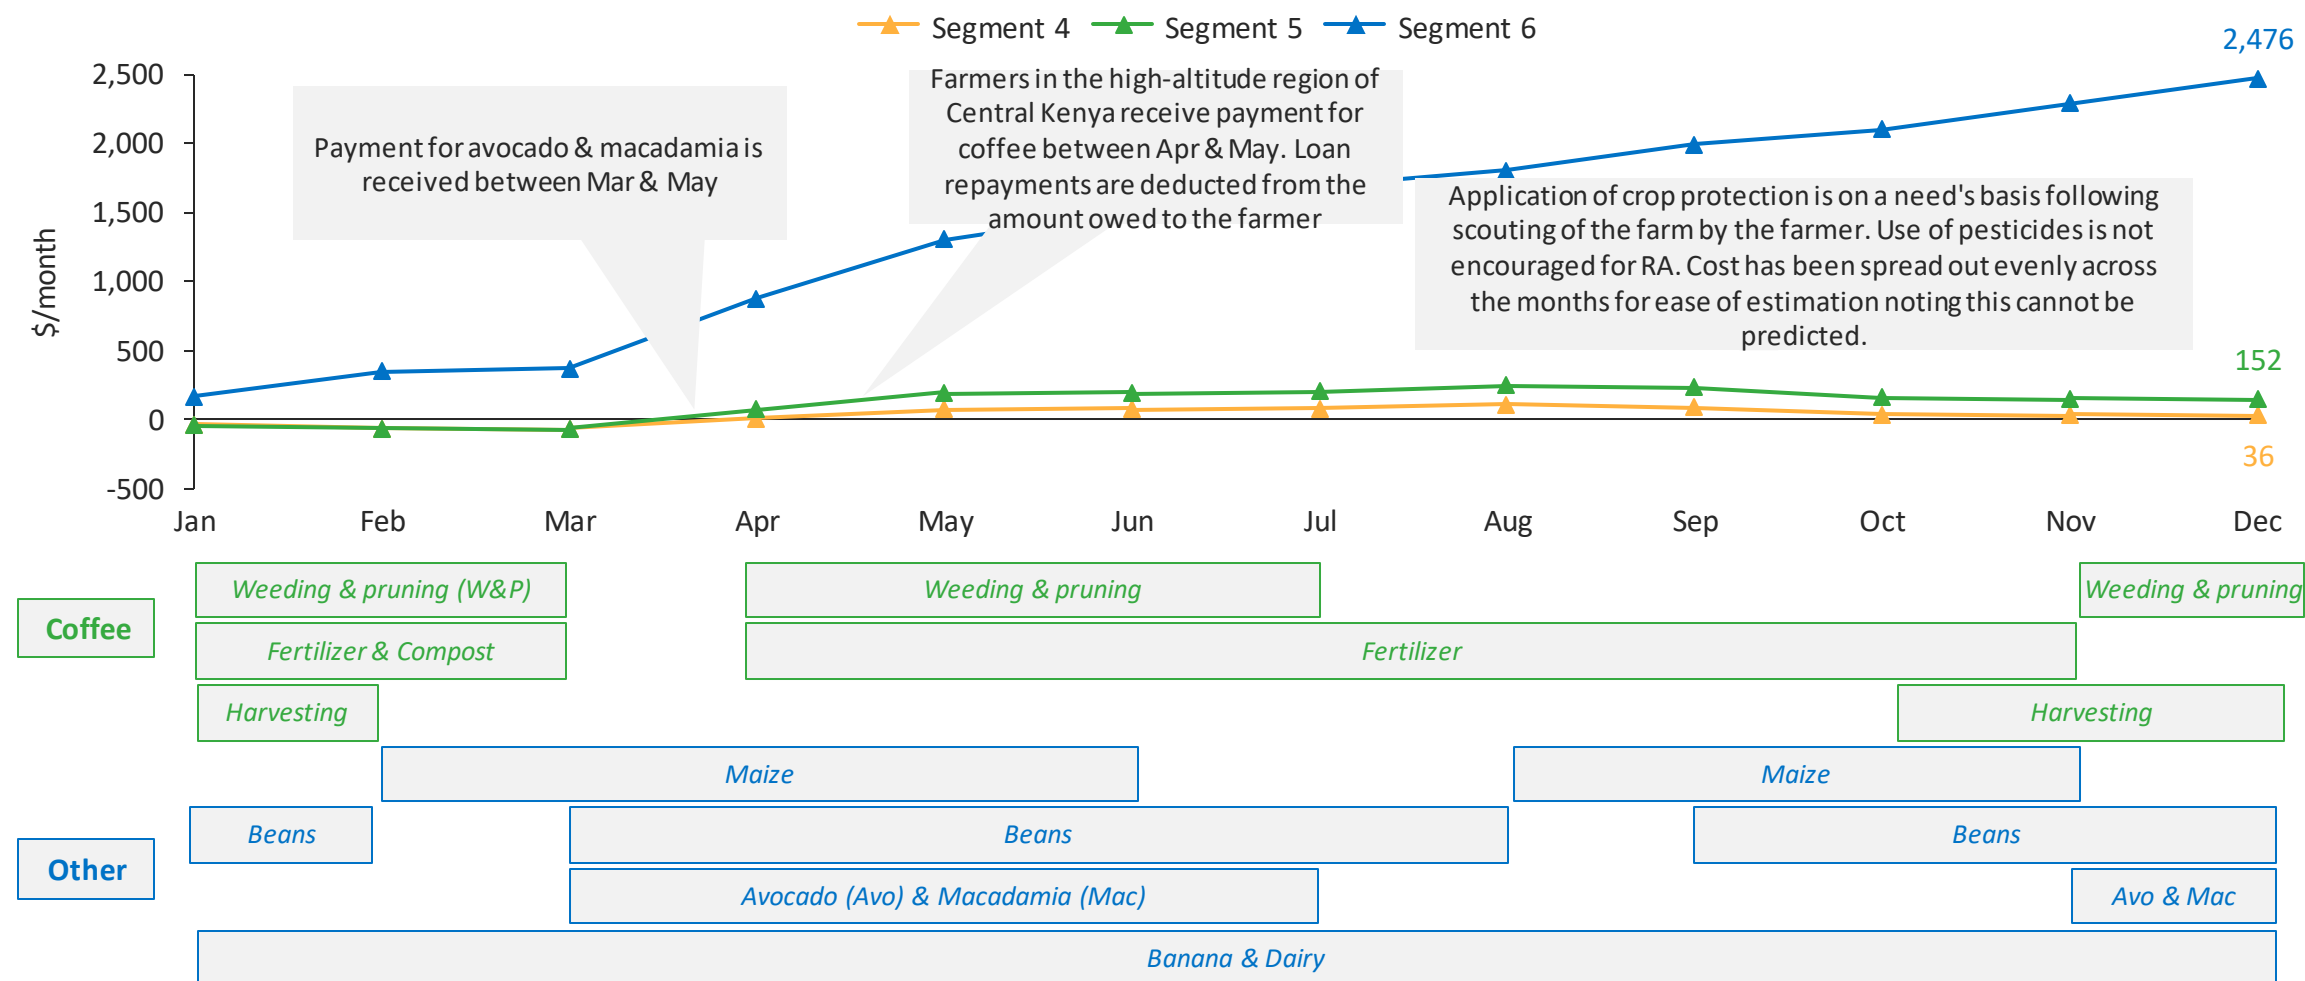 Segment 4 Segment 5 Segment 6
2,476
2,500
2,000
1,500
1,000
500
0
-500
$/month
Payment for avocado & macadamia is
received between Mar & May
Farmers in the high-altitude region of
Central Kenya receive payment for
coffee between Apr & May. Loan
repayments are deducted from the
amount owed to the farmer
Application of crop protection is on a need's basis following
scouting of the farm by the farmer. Use of pesticides is not
encouraged for RA. Cost has been spread out evenly across
the months for ease of estimation noting this cannot be
predicted.
152
36
Jan Feb Mar Apr May Jun Jul Aug Sep Oct Nov Dec
Coffee
Weeding & pruning (W&P) Weeding & pruning Weeding & pruning
Fertilizer & Compost Fertilizer
Harvesting Harvesting
Other
Maize Maize
Beans Beans Beans
Avocado (Avo) & Macadamia (Mac) Avo & Mac
Banana & Dairy